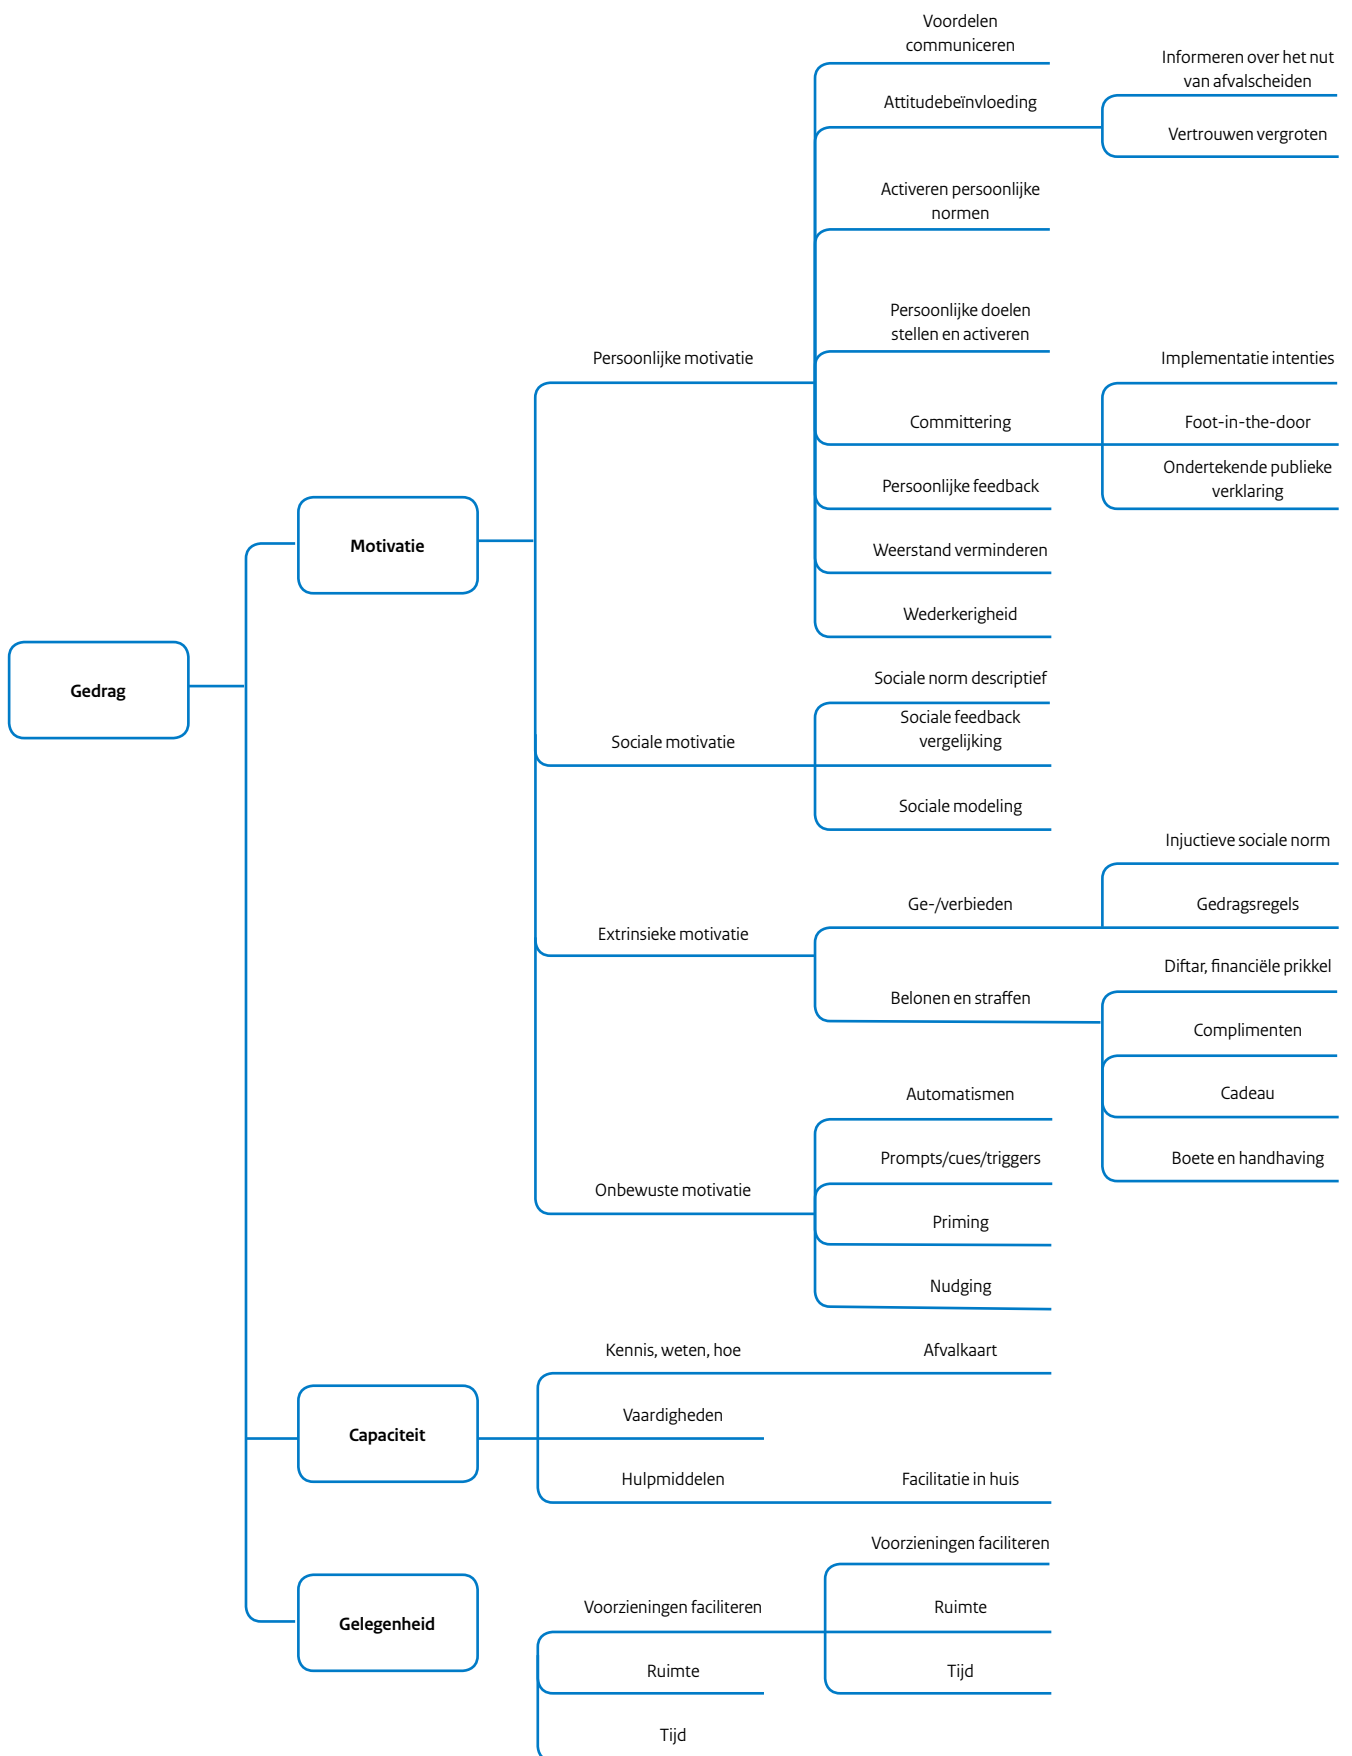 Voordelen
communiceren
Informeren over het nut
van afvalscheiden
Attitudebeïnvloeding
Vertrouwen vergroten
Activeren persoonlijke
normen
Persoonlijke doelen
stellen en activeren
Persoonlijke motivatie
Implementatie intenties
Committering
Foot-in-the-door
Ondertekende publieke
verklaring
Persoonlijke feedback
Motivatie
Weerstand verminderen
Wederkerigheid
Gedrag
Sociale norm descriptief
Sociale feedback
vergelijking
Sociale motivatie
Sociale modeling
Injuctieve sociale norm
Ge-/verbieden
Gedragsregels
Extrinsieke motivatie
Diftar, financiële prikkel
Belonen en straffen
Complimenten
Automatismen
Cadeau
Prompts/cues/triggers
Boete en handhaving
Onbewuste motivatie
Priming
Nudging
Kennis, weten, hoe
Afvalkaart
Vaardigheden
Capaciteit
Hulpmiddelen
Facilitatie in huis
Voorzieningen faciliteren
Voorzieningen faciliteren
Ruimte
Gelegenheid
Ruimte
Tijd
Tijd